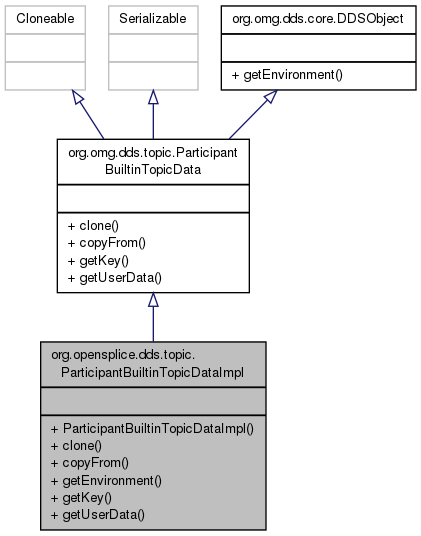 Cloneable
Serializable
org.omg.dds.core.DDSObject
+ getEnvironment()
org.omg.dds.topic.Participant
BuiltinTopicData
+ clone()
+ copyFrom()
+ getKey()
+ getUserData()
org.opensplice.dds.topic.
ParticipantBuiltinTopicDataImpl
+ ParticipantBuiltinTopicDataImpl()
+ clone()
+ copyFrom()
+ getEnvironment()
+ getKey()
+ getUserData()